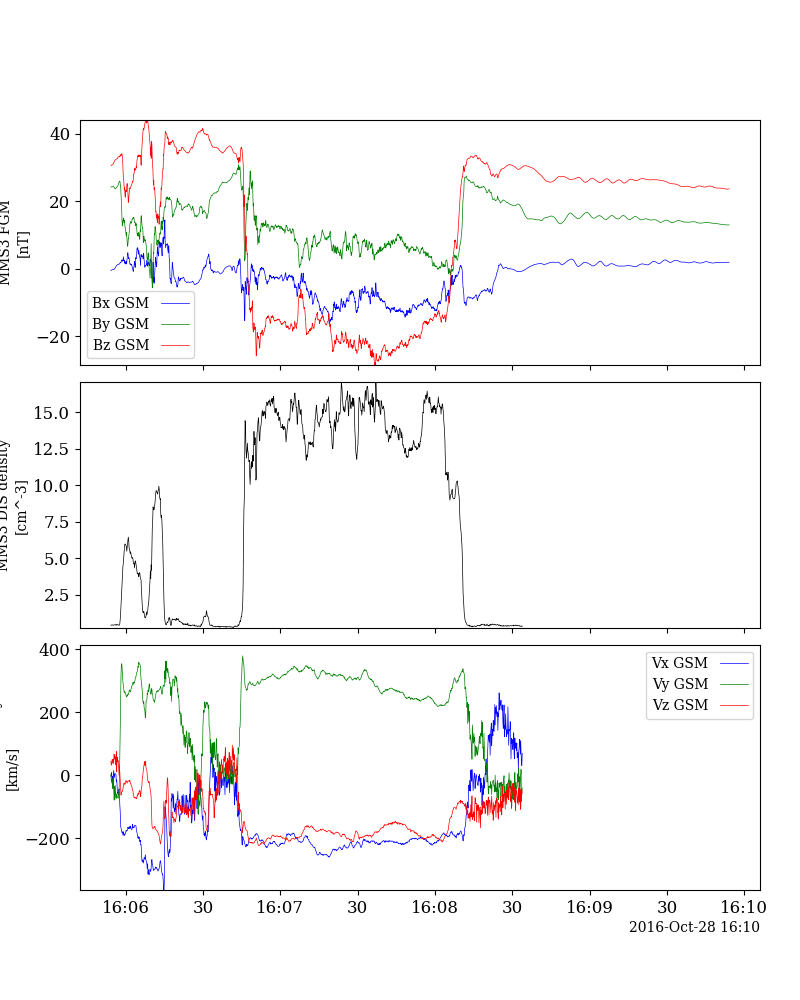 40
20
0
−20
MMS3 FGM
[nT]
Bx GSM
By GSM
Bz GSM
15.0
12.5
10.0
7.5
5.0
2.5
MMS3 DIS density
[cm^-3]
400
200
0
−200
[km/s]
Vx GSM
Vy GSM
Vz GSM
16:06 30 16:07 30 16:08 30 16:09 30 16:10
2016-Oct-28 16:10